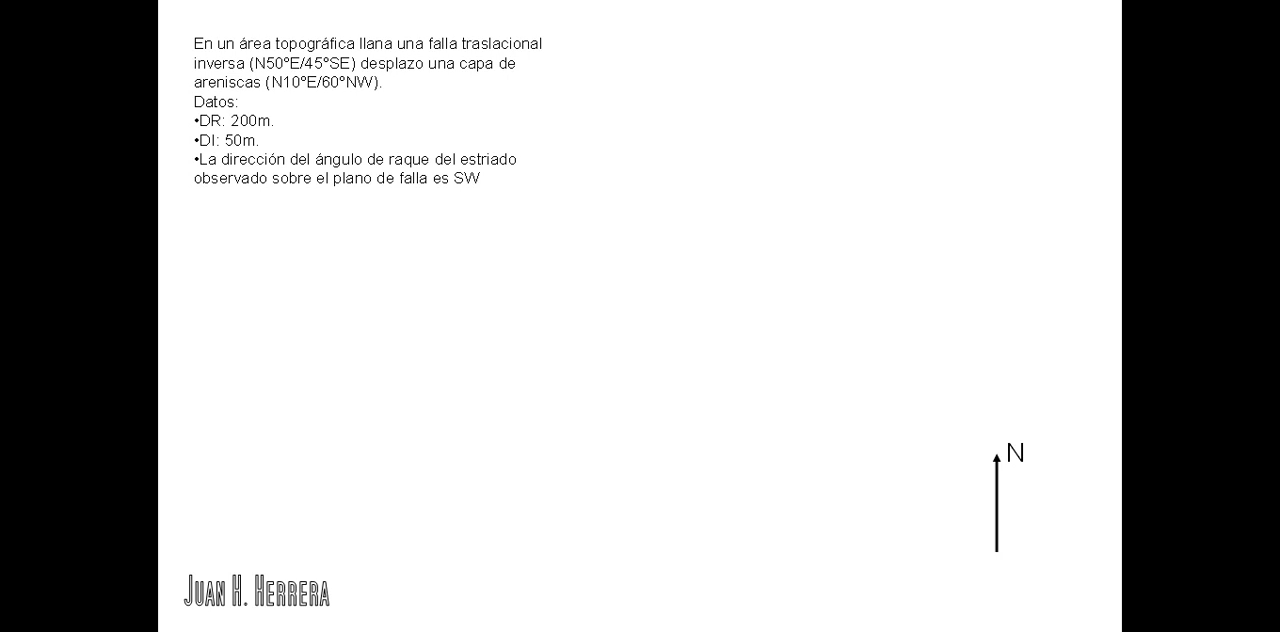 En un área topográfica llana una falla traslacional
inversa (N50°E/45°SE) desplazo una capa de
areniscas (N10°E/60°NW).
Datos:
•DR: 200m.
•DI: 50m.
•La dirección del ángulo de raque del estriado
observado sobre el plano de falla es SW
N
JUAN H. HERRERA